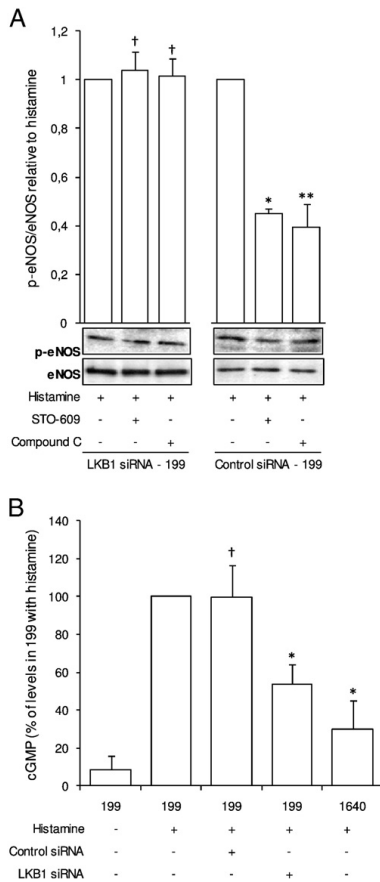 A
p-eNOS/eNOS relative to histamine
1,2
1
0,8
0,6
0,4
0,2
0
† † * **
p-eNOS
eNOS
Histamine + + + + + +
STO-609 - + - - + -
Compound C - - + - - +
LKB1 siRNA - 199 Control siRNA - 199
B
cGMP (% of levels in 199 with histamine)
140
120
100
80
60
40
20
0
† * *
199 199 199 199 1640
Histamine - + + + +
Control siRNA - - + - -
LKB1 siRNA - - - + -